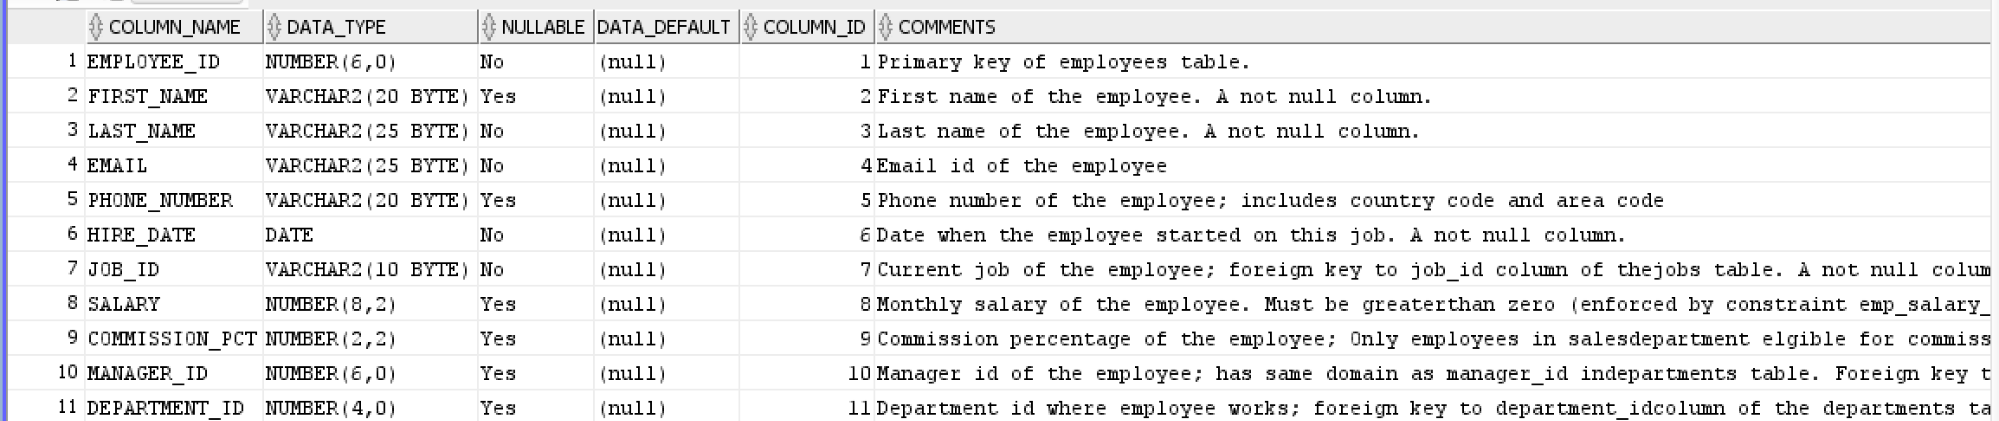 COLUMN_NAME DATA_TYPE NULLABLE DATA_DEFAULT COLUMN_ID COMMENTS
1 EMPLOYEE_ID NUMBER(6,0) No (null) 1 Primary key of employees table.
2 FIRST_NAME VARCHAR2(20 BYTE) Yes (null) 2 First name of the employee. A not null column.
3 LAST_NAME VARCHAR2(25 BYTE) No (null) 3 Last name of the employee. A not null column.
4 EMAIL VARCHAR2(25 BYTE) No (null) 4 Email id of the employee
5 PHONE_NUMBER VARCHAR2(20 BYTE) Yes (null) 5 Phone number of the employee; includes country code and area code
6 HIRE_DATE DATE No (null) 6 Date when the employee started on this job. A not null column.
7 JOB_ID VARCHAR2(10 BYTE) No (null) 7 Current job of the employee; foreign key to job_id column of thejobs table. A not null colum
8 SALARY NUMBER(8,2) Yes (null) 8 Monthly salary of the employee. Must be greaterthan zero (enforced by constraint emp_salary_
9 COMMISSION_PCT NUMBER(2,2) Yes (null) 9 Commission percentage of the employee; Only employees in salesdepartment elgible for commiss
10 MANAGER_ID NUMBER(6,0) Yes (null) 10 Manager id of the employee; has same domain as manager_id indepartments table. Foreign key t
11 DEPARTMENT_ID NUMBER(4,0) Yes (null) 11 Department id where employee works; foreign key to department_idcolumn of the departments ta